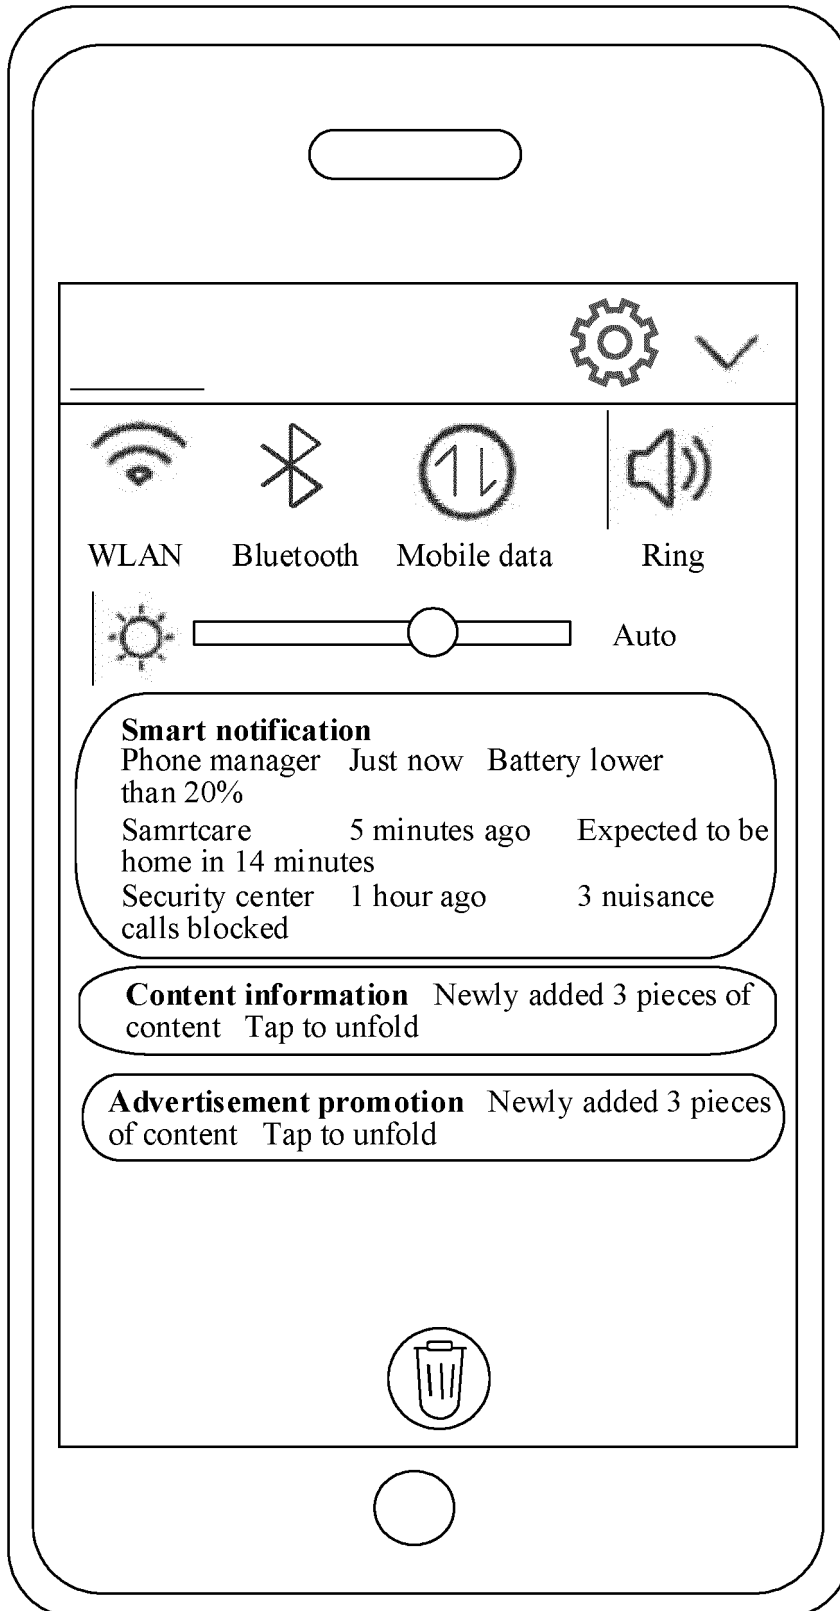 WLAN Bluetooth Mobile data Ring
Auto
Smart notification
Phone manager Just now Battery lower
than 20%
Samrtcare 5 minutes ago Expected to be
home in 14 minutes
Security center 1 hour ago 3 nuisance
calls blocked
Content information Newly added 3 pieces of
content Tap to unfold
Advertisement promotion Newly added 3 pieces
of content Tap to unfold